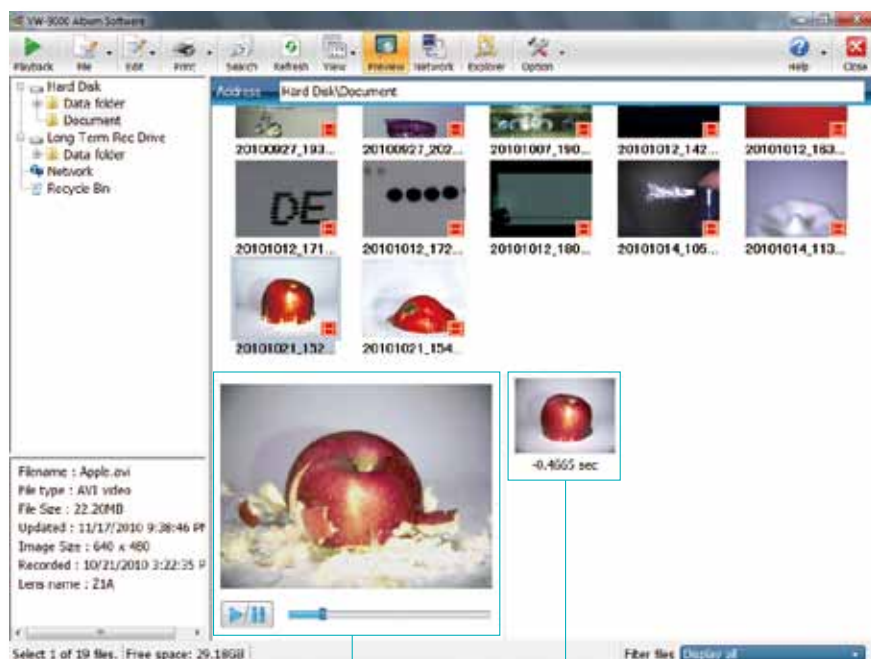 VW-9000 Album Software
Playback File Edit Print Search Refresh View Preview Network Explorer Option Help Close
Hard Disk
Data folder
Document
Long Term Rec Drive
Data folder
Network
Recycle Bin
Address Hard Disk\Document
20100927_193... 20100927_202... 20101007_190... 20101012_142... 20101012_163...
DE
20101012_171... 20101012_172... 20101012_180... 20101014_105... 20101014_113...
20101021_152... 20101021_154...
-0.4665 sec
Filename : Apple.avi
File type : AVI video
File Size : 22.20MB
Updated : 11/17/2010 9:38:46 PM
Image Size : 640 x 480
Recorded : 10/21/2010 3:22:35 P
Lens name : Z1A
Select 1 of 19 files. Free space: 29.18GB
Filter files Display all